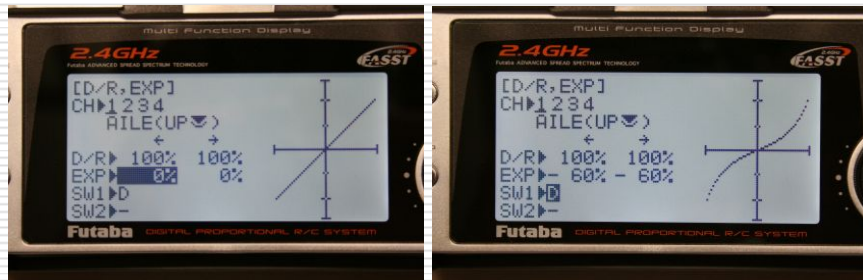 Multi Function Display
2.4GHz
Futaba ADVANCED SPREAD SPECTRUM TECHNOLOGY
FASST
[D/R,EXP]
CH▶1234
AILE(UP)
← →
D/R▶ 100% 100%
EXP▶ 0% 0%
SW1▶D
SW2▶-
Futaba DIGITAL PROPORTIONAL R/C SYSTEM
Multi Function Display
2.4GHz
Futaba ADVANCED SPREAD SPECTRUM TECHNOLOGY
2.4GHz
FASST
[D/R,EXP]
CH▶1234
AILE(UP)
← →
D/R▶ 100% 100%
EXP▶- 60% - 60%
SW1▶D
SW2▶-
Futaba DIGITAL PROPORTIONAL R/C SYSTEM